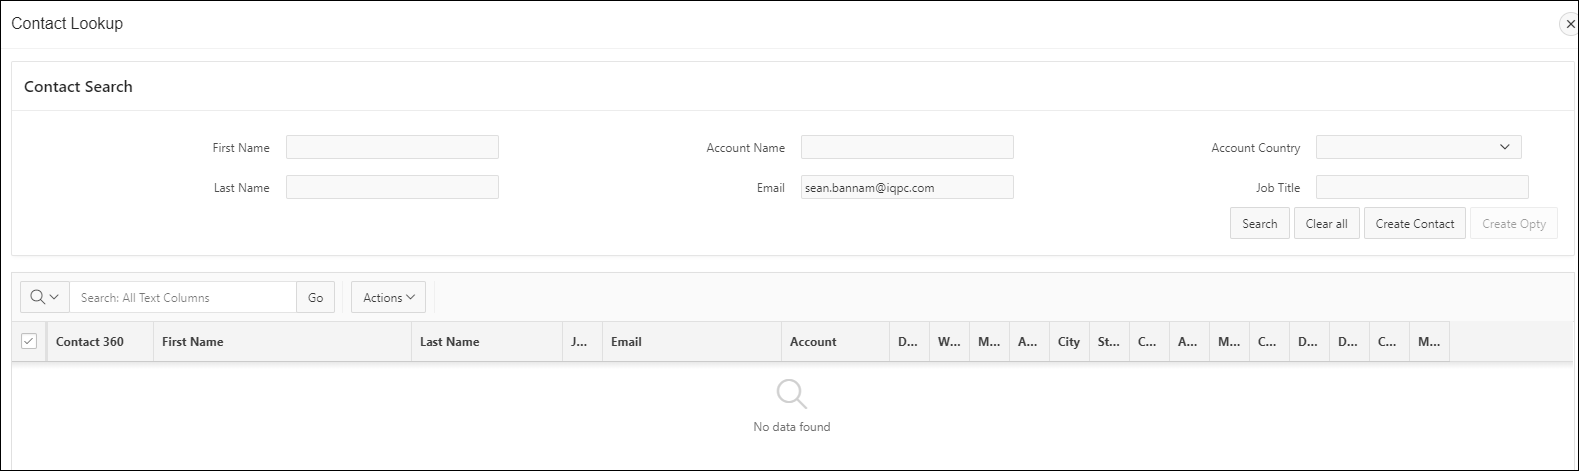 Contact Lookup
Contact Search
First Name Account Name Account Country
Last Name Email sean.bannam@iqpc.com Job Title
Search Clear all Create Contact Create Opty
Search: All Text Columns Go Actions
Contact 360 First Name Last Name J... Email Account D... W... M... A... City St... C... A... M... C... D... D... C... M...
No data found